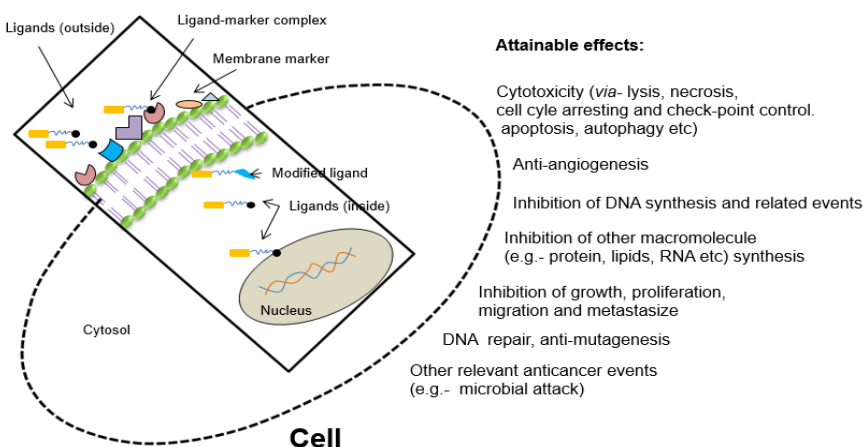 Ligands (outside)
Ligand-marker complex
Membrane marker
Modified ligand
Ligands (inside)
Nucleus
Cytosol
Cell
Attainable effects:
Cytotoxicity (via- lysis, necrosis,
cell cyle arresting and check-point control.
apoptosis, autophagy etc)
Anti-angiogenesis
Inhibition of DNA synthesis and related events
Inhibition of other macromolecule
(e.g.- protein, lipids, RNA etc) synthesis
Inhibition of growth, proliferation,
migration and metastasize
DNA repair, anti-mutagenesis
Other relevant anticancer events
(e.g.- microbial attack)